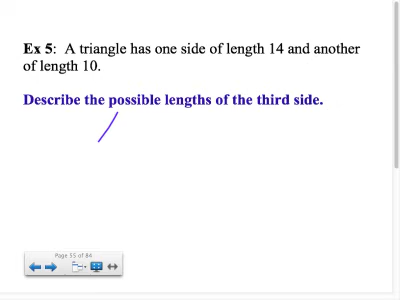 Ex 5: A triangle has one side of length 14 and another
of length 10.
Describe the possible lengths of the third side.
Page 55 of 84